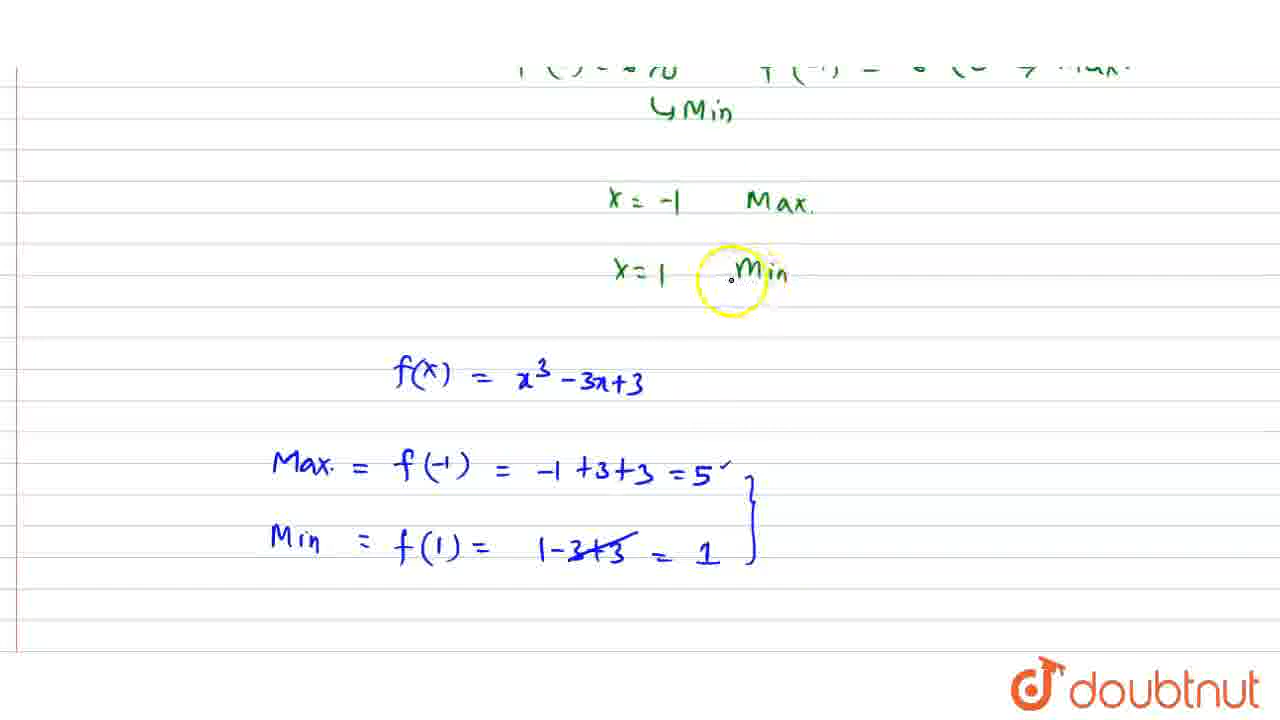 ↳ Min
x = -1 Max.
x = 1 Min
f(x) = x³ - 3x + 3
Max. = f(-1) = -1 + 3 + 3 = 5
Min = f(1) = 1 - 3 + 3 = 1
doubtnut